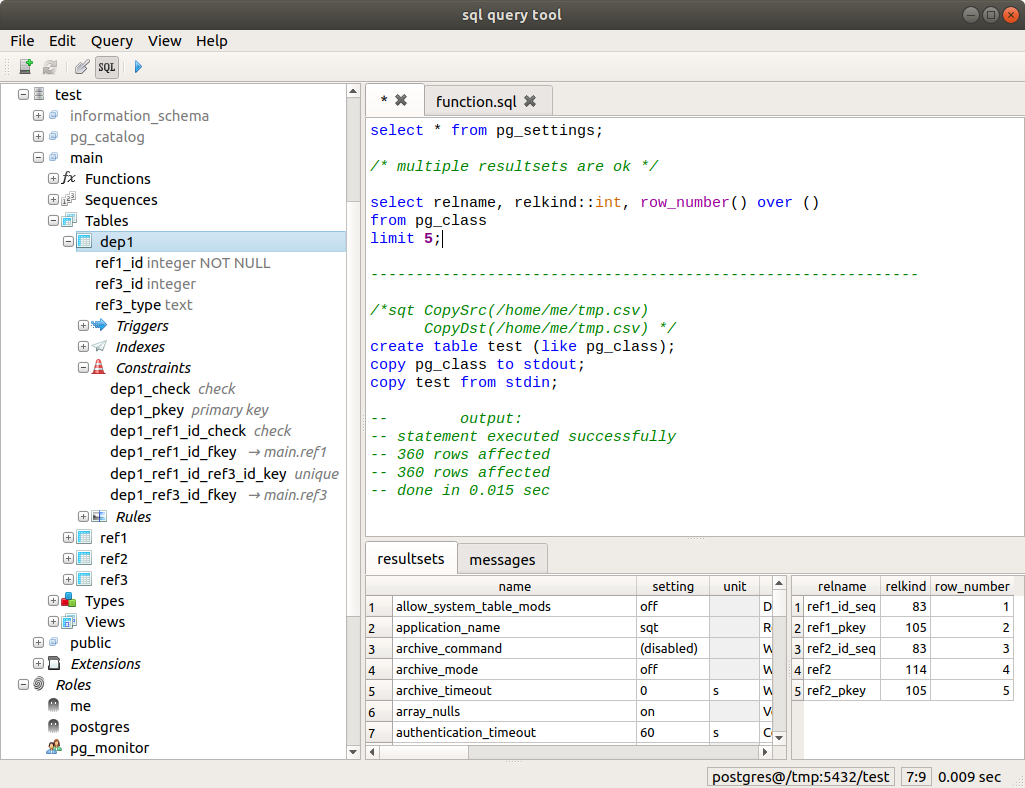 sql query tool
File Edit Query View Help
SQL
test
information_schema
pg_catalog
main
fx Functions
Sequences
Tables
dep1
ref1_id integer NOT NULL
ref3_id integer
ref3_type text
Triggers
Indexes
Constraints
dep1_check check
dep1_pkey primary key
dep1_ref1_id_check check
dep1_ref1_id_fkey → main.ref1
dep1_ref1_id_ref3_id_key unique
dep1_ref3_id_fkey → main.ref3
Rules
ref1
ref2
ref3
Types
Views
public
Extensions
Roles
me
postgres
pg_monitor
* function.sql
select * from pg_settings;
/* multiple resultsets are ok */
select relname, relkind::int, row_number() over ()
from pg_class
limit 5;
-------------------------------------------------------------
/*sqt CopySrc(/home/me/tmp.csv)
CopyDst(/home/me/tmp.csv) */
create table test (like pg_class);
copy pg_class to stdout;
copy test from stdin;
-- output:
-- statement executed successfully
-- 360 rows affected
-- 360 rows affected
-- done in 0.015 sec
resultsets messages
name setting unit
1 allow_system_table_mods off D
2 application_name sqt R
3 archive_command (disabled) W
4 archive_mode off W
5 archive_timeout 0 s W
6 array_nulls on V
7 authentication_timeout 60 s C
relname relkind row_number
1 ref1_id_seq 83 1
2 ref1_pkey 105 2
3 ref2_id_seq 83 3
4 ref2 114 4
5 ref2_pkey 105 5
postgres@/tmp:5432/test 7:9 0.009 sec